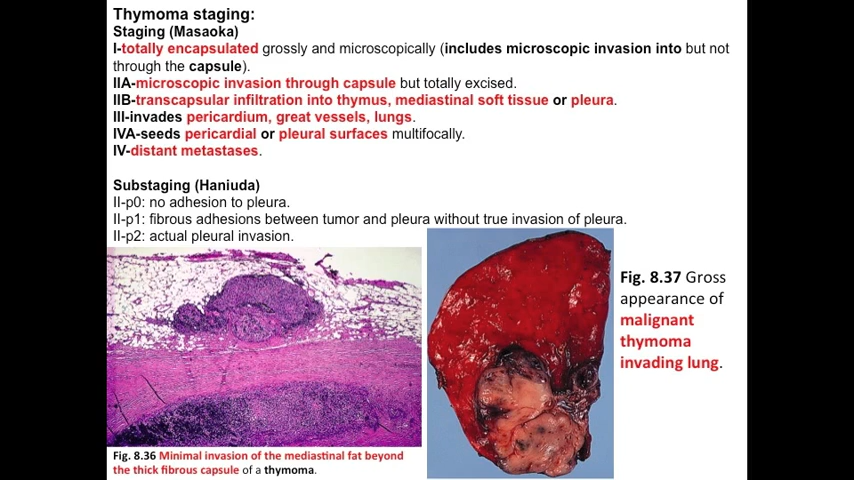 Thymoma staging:
Staging (Masaoka)
I-totally encapsulated grossly and microscopically (includes microscopic invasion into but not
through the capsule).
IIA-microscopic invasion through capsule but totally excised.
IIB-transcapsular infiltration into thymus, mediastinal soft tissue or pleura.
III-invades pericardium, great vessels, lungs.
IVA-seeds pericardial or pleural surfaces multifocally.
IV-distant metastases.
Substaging (Haniuda)
II-p0: no adhesion to pleura.
II-p1: fibrous adhesions between tumor and pleura without true invasion of pleura.
II-p2: actual pleural invasion.
Fig. 8.37 Gross
appearance of
malignant
thymoma
invading lung.
Fig. 8.36 Minimal invasion of the mediastinal fat beyond
the thick fibrous capsule of a thymoma.